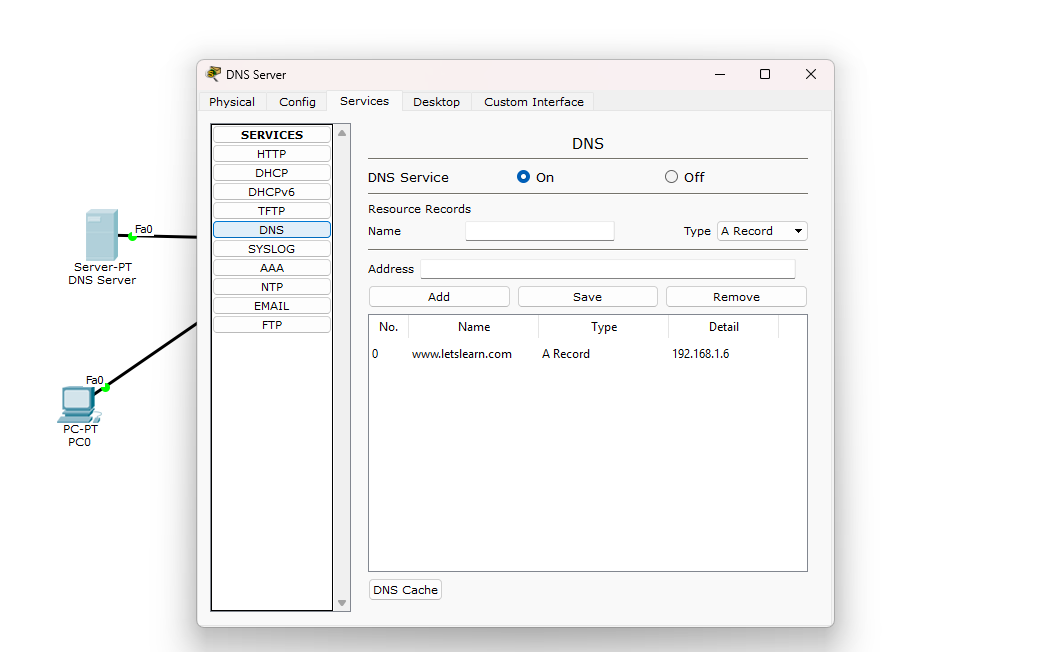 DNS Server
Physical Config Services Desktop Custom Interface
SERVICES
HTTP
DHCP
DHCPv6
TFTP
DNS
SYSLOG
AAA
NTP
EMAIL
FTP
DNS
DNS Service On Off
Resource Records
Name Type A Record
Address
Add Save Remove
No. Name Type Detail
0 www.letslearn.com A Record 192.168.1.6
DNS Cache
Fa0
Server-PT
DNS Server
Fa0
PC-PT
PC0